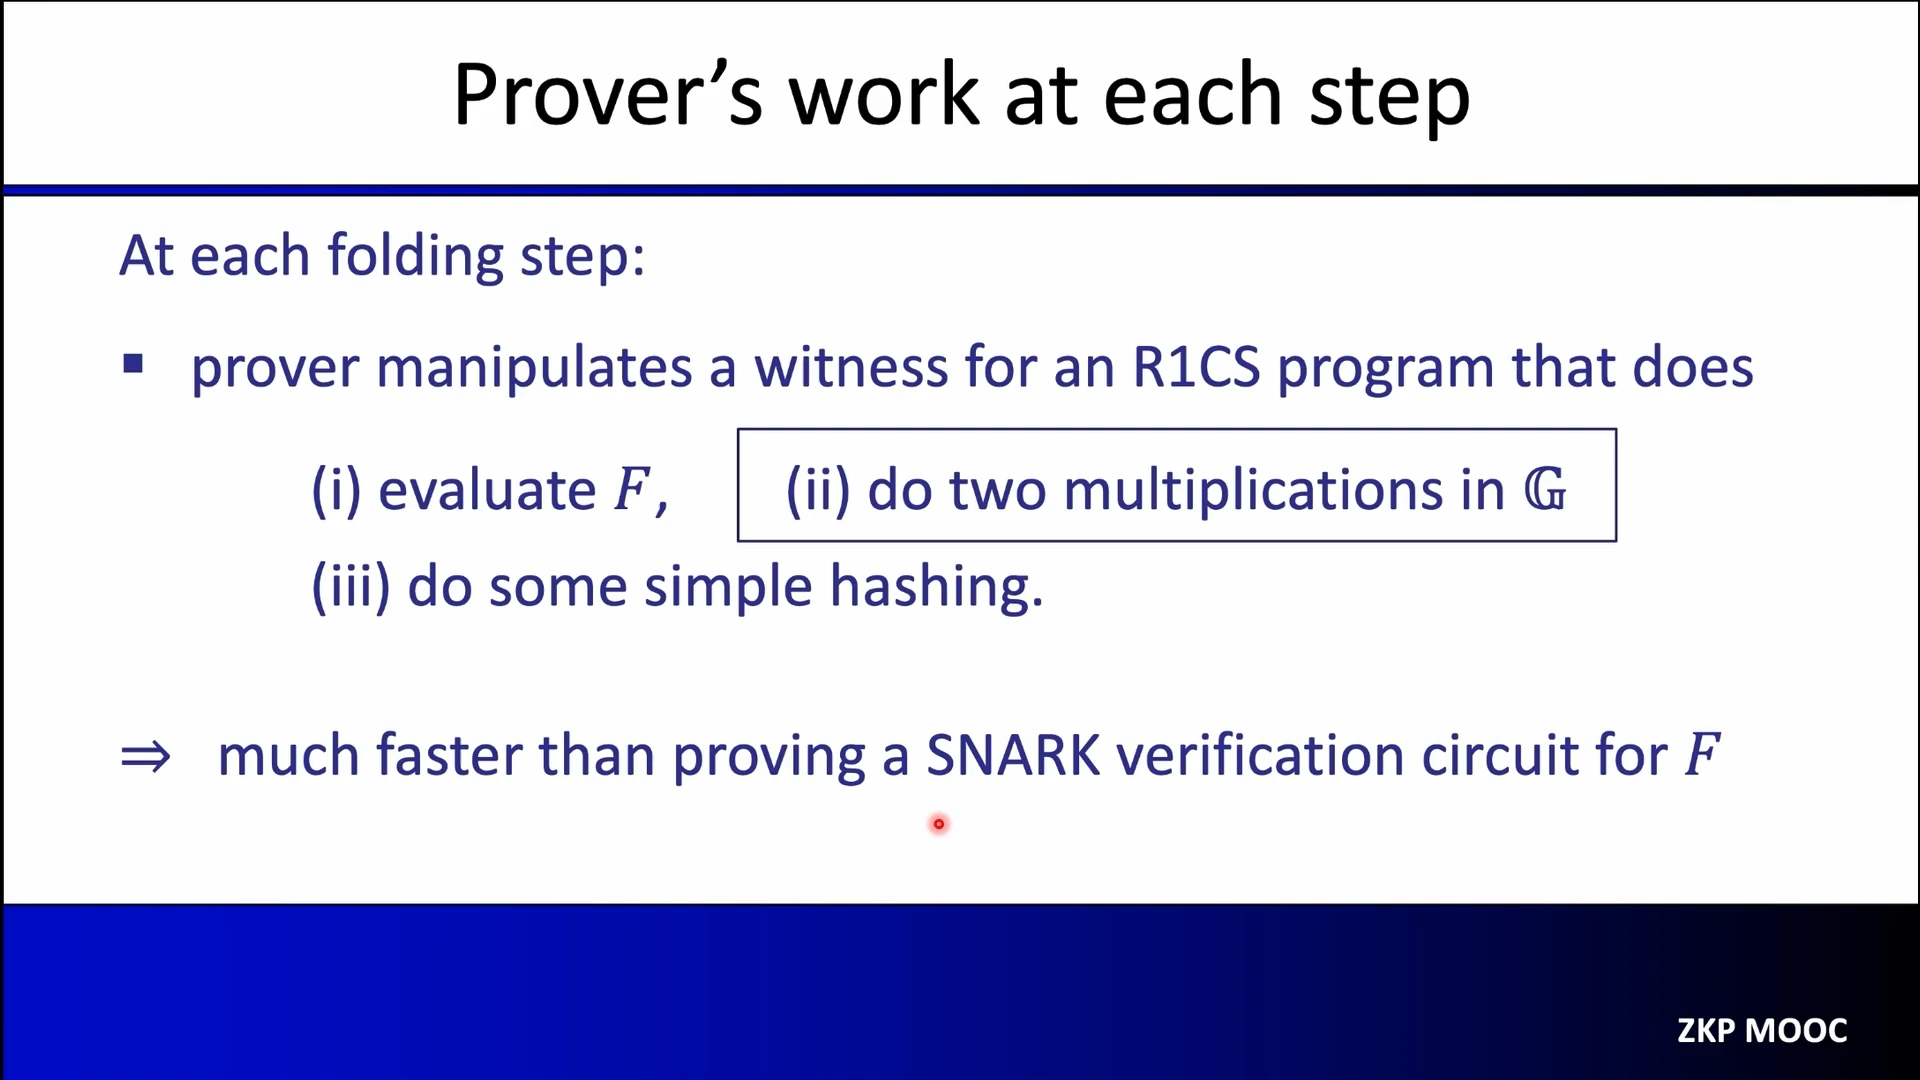 Prover’s work at each step
At each folding step:
▪ prover manipulates a witness for an R1CS program that does
(i) evaluate F, (ii) do two multiplications in 𝔾
(iii) do some simple hashing.
⇒ much faster than proving a SNARK verification circuit for F
ZKP MOOC